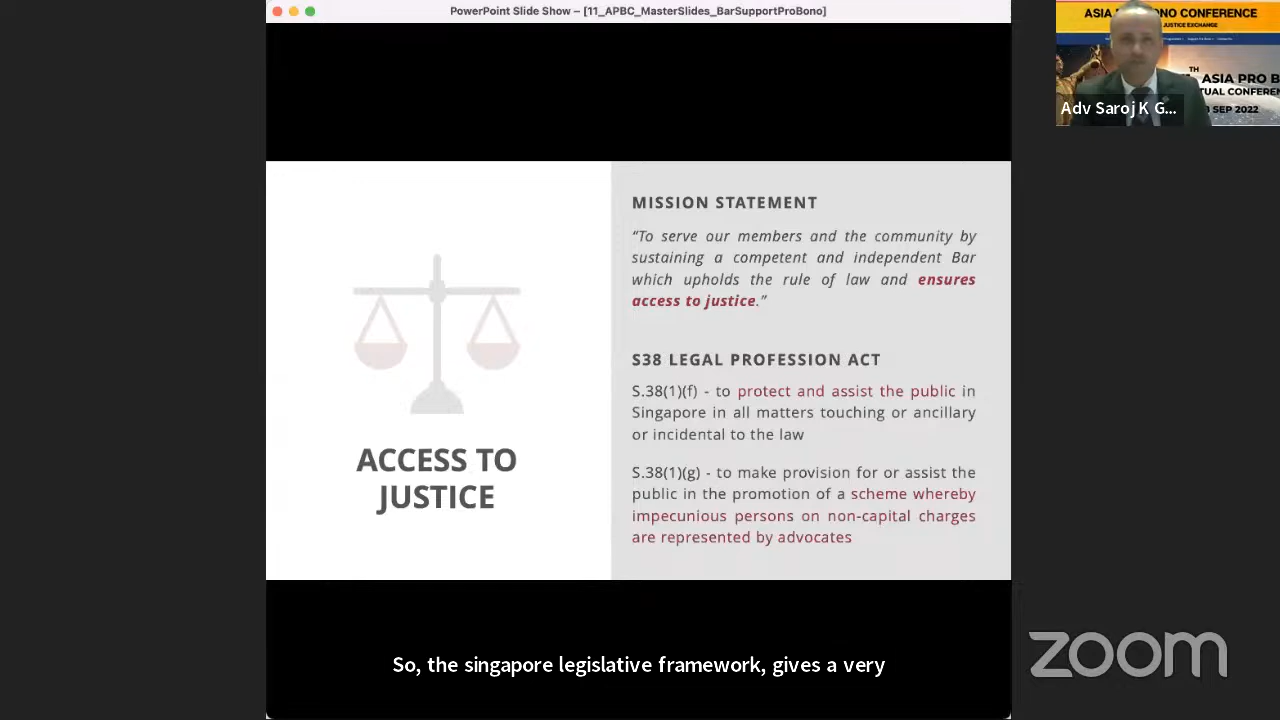 PowerPoint Slide Show – [11_APBC_MasterSlides_BarSupportProBono]
ASIA
BONO CONFERENCE
JUSTICE EXCHANGE
TH
ASIA PRO B
TUAL CONFEREN
SEP 2022
Adv Saroj K G...
MISSION STATEMENT
“To serve our members and the community by
sustaining a competent and independent Bar
which upholds the rule of law and ensures
access to justice.”
S38 LEGAL PROFESSION ACT
S.38(1)(f) - to protect and assist the public in
Singapore in all matters touching or ancillary
or incidental to the law
S.38(1)(g) - to make provision for or assist the
public in the promotion of a scheme whereby
impecunious persons on non-capital charges
are represented by advocates
ACCESS TO
JUSTICE
So, the singapore legislative framework, gives a very
zoom